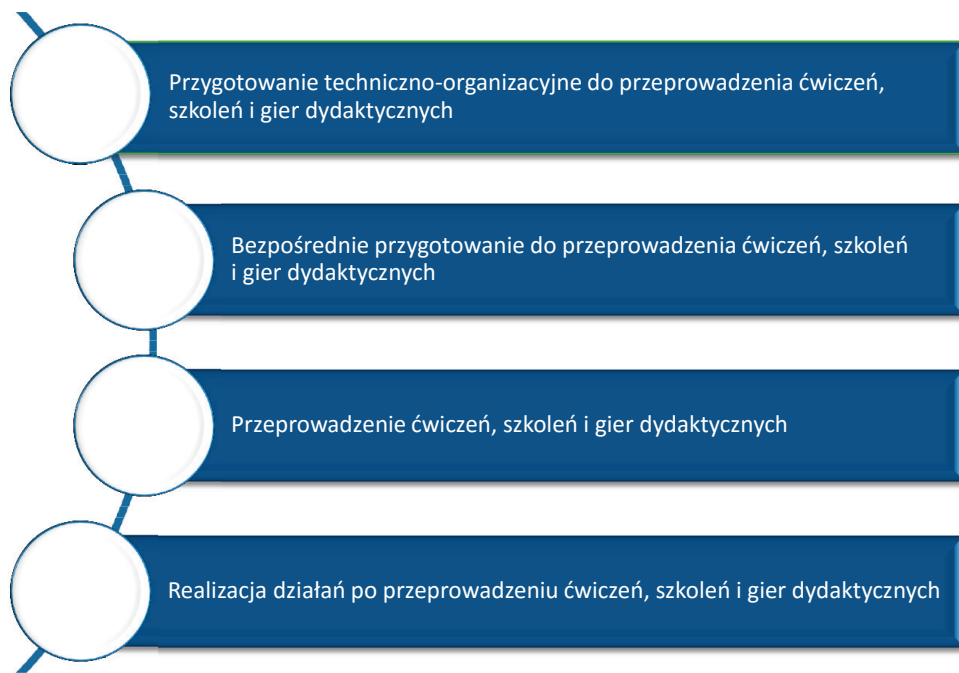 Przygotowanie techniczno-organizacyjne do przeprowadzenia ćwiczeń,
szkoleń i gier dydaktycznych
Bezpośrednie przygotowanie do przeprowadzenia ćwiczeń, szkoleń
i gier dydaktycznych
Przeprowadzenie ćwiczeń, szkoleń i gier dydaktycznych
Realizacja działań po przeprowadzeniu ćwiczeń, szkoleń i gier dydaktycznych